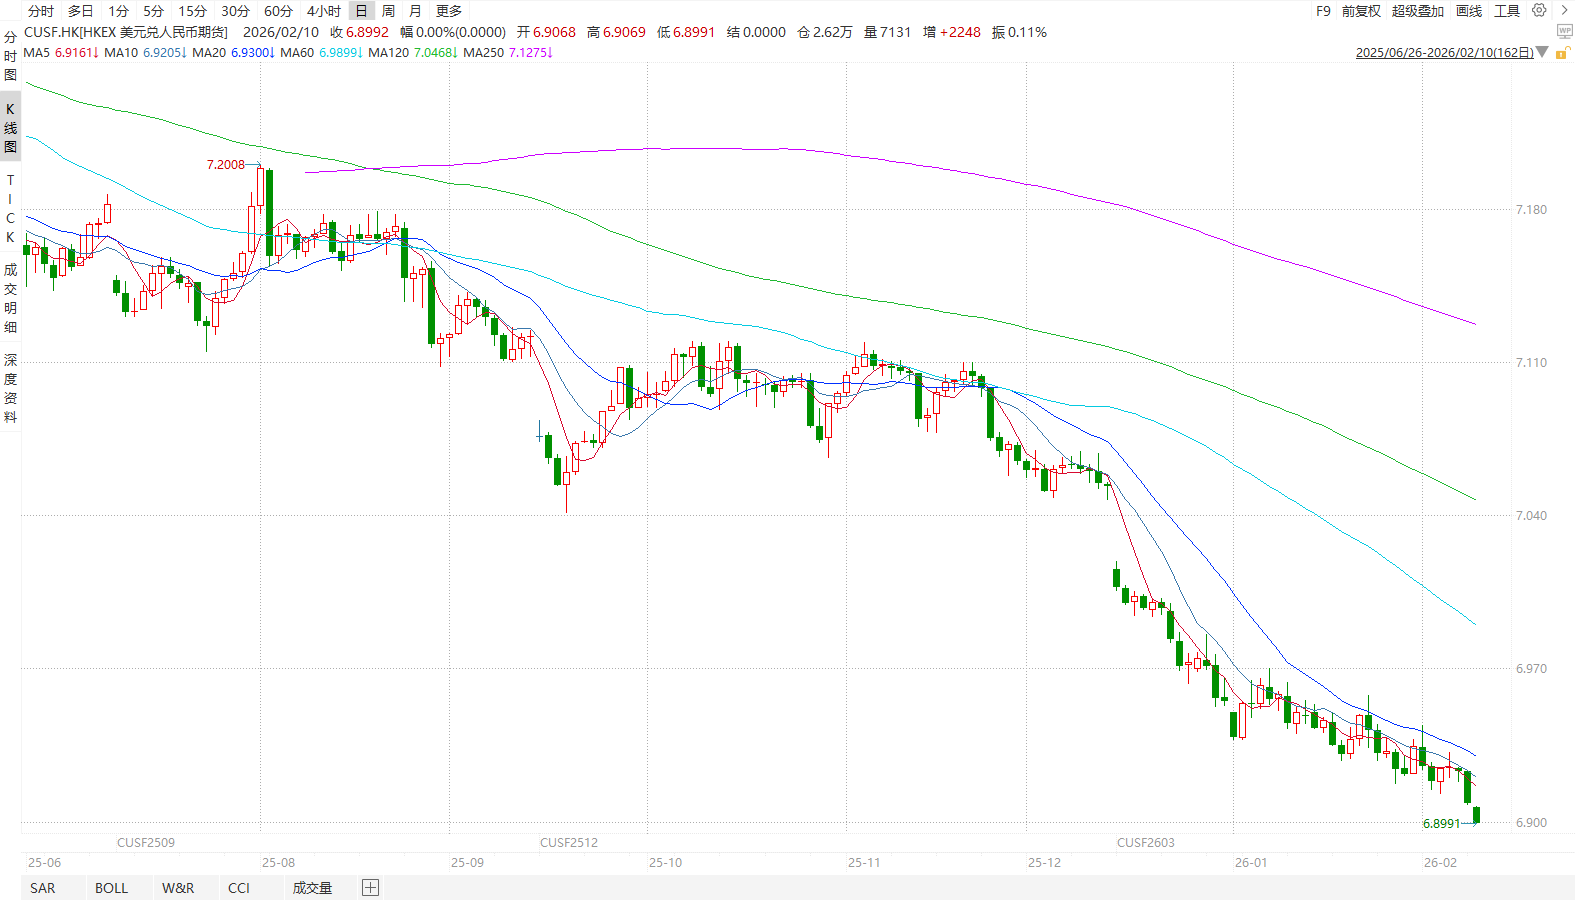 分时 多日 1分 5分 15分 30分 60分 4小时 日 周 月 更多 F9 前复权 超级叠加 画线 工具
CUSF.HK[HKEX 美元兑人民币期货] 2026/02/10 收 6.8992 幅 0.00%(0.0000) 开 6.9068 高 6.9069 低 6.8991 结 0.0000 仓 2.62万 量 7131 增 +2248 振 0.11%
WP
MA5 6.9161↓ MA10 6.9205↓ MA20 6.9300↓ MA60 6.9899↓ MA120 7.0468↓ MA250 7.1275↓
2025/06/26-2026/02/10(162日)
分时图
K线图
TICK
成交明细
深度资料
7.2008
7.180
7.110
7.040
6.970
6.900
6.8991
CUSF2509 CUSF2512 CUSF2603
25-06 25-08 25-09 25-10 25-11 25-12 26-01 26-02
SAR BOLL W&R CCI 成交量